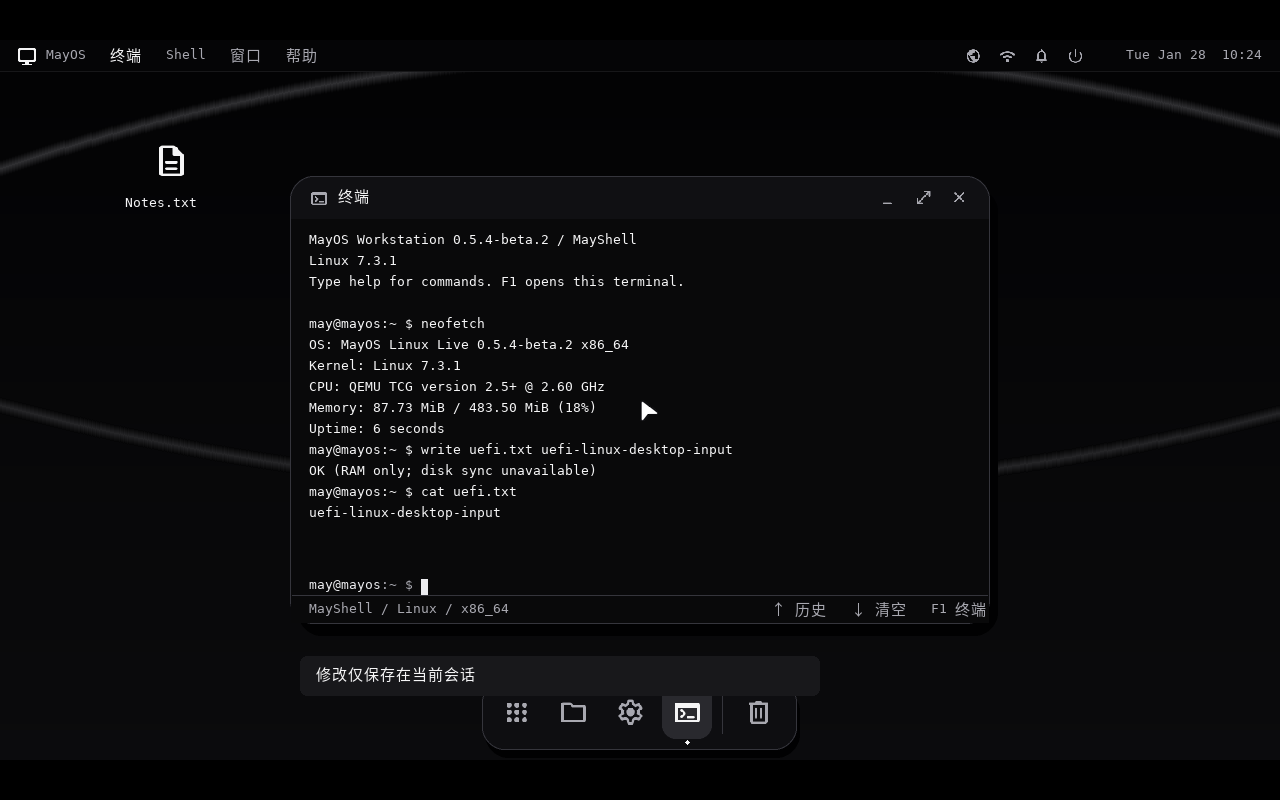 MayOS 终端 Shell 窗口 帮助 Tue Jan 28 10:24
Notes.txt
终端
MayOS Workstation 0.5.4-beta.2 / MayShell
Linux 7.3.1
Type help for commands. F1 opens this terminal.
may@mayos:~ $ neofetch
OS: MayOS Linux Live 0.5.4-beta.2 x86_64
Kernel: Linux 7.3.1
CPU: QEMU TCG version 2.5+ @ 2.60 GHz
Memory: 87.73 MiB / 483.50 MiB (18%)
Uptime: 6 seconds
may@mayos:~ $ write uefi.txt uefi-linux-desktop-input
OK (RAM only; disk sync unavailable)
may@mayos:~ $ cat uefi.txt
uefi-linux-desktop-input
may@mayos:~ $
MayShell / Linux / x86_64 ↑ 历史 ↓ 清空 F1 终端
修改仅保存在当前会话